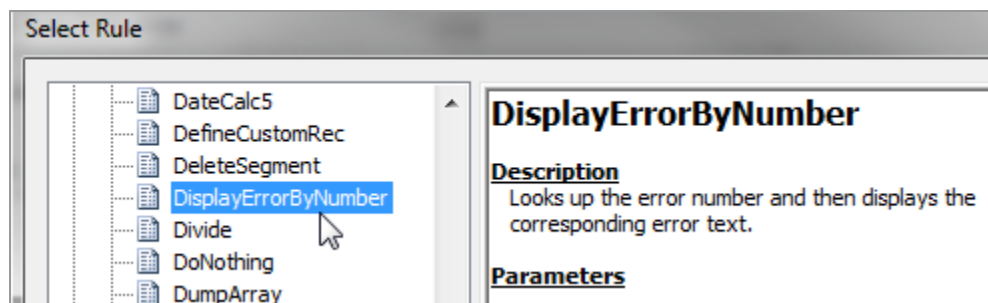 Select Rule
DateCalc5
DefineCustomRec
DeleteSegment
DisplayErrorByNumber
Divide
DoNothing
DumpArray
DisplayErrorByNumber
Description
Looks up the error number and then displays the
corresponding error text.
Parameters